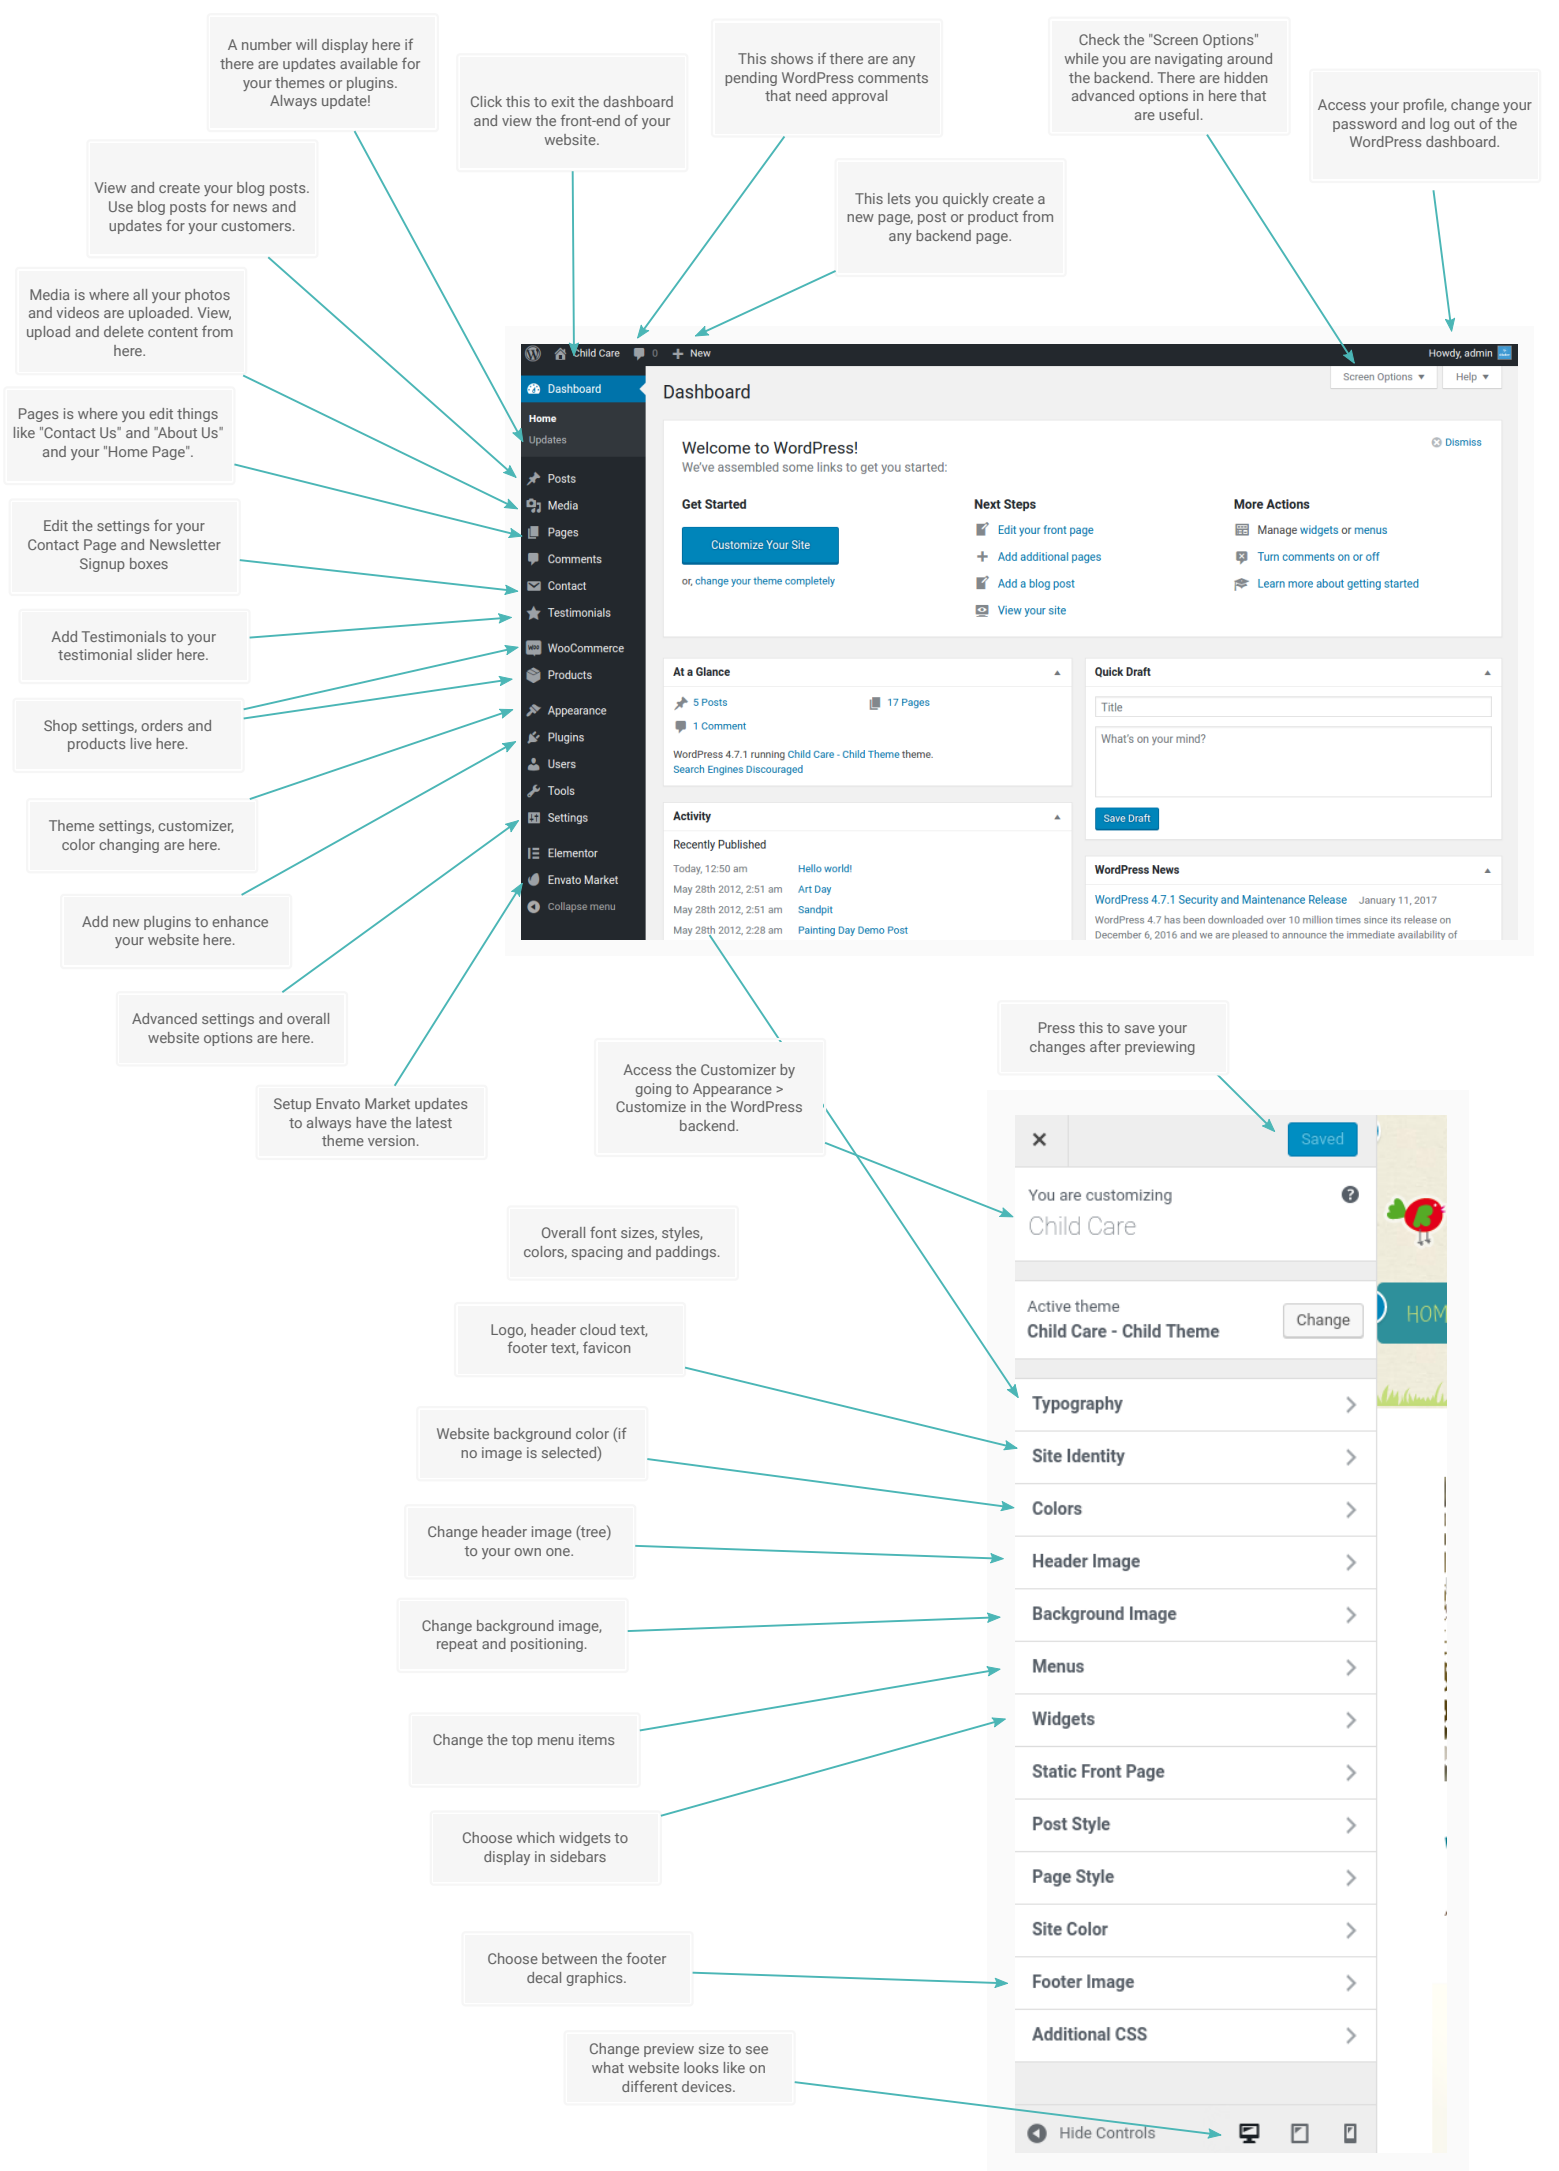 A number will display here if
there are updates available for
your themes or plugins.
Always update!
Click this to exit the dashboard
and view the front-end of your
website.
This shows if there are any
pending WordPress comments
that need approval
Check the "Screen Options"
while you are navigating around
the backend. There are hidden
advanced options in here that
are useful.
Access your profile, change your
password and log out of the
WordPress dashboard.
View and create your blog posts.
Use blog posts for news and
updates for your customers.
This lets you quickly create a
new page, post or product from
any backend page.
Media is where all your photos
and videos are uploaded. View,
upload and delete content from
here.
Pages is where you edit things
like "Contact Us" and "About Us"
and your "Home Page".
Edit the settings for your
Contact Page and Newsletter
Signup boxes
Add Testimonials to your
testimonial slider here.
Shop settings, orders and
products live here.
Theme settings, customizer,
color changing are here.
Add new plugins to enhance
your website here.
Advanced settings and overall
website options are here.
Setup Envato Market updates
to always have the latest
theme version.
Child Care 0 New Howdy, admin
Dashboard
Home
Updates
Posts
Media
Pages
Comments
Contact
Testimonials
WOO WooCommerce
Products
Appearance
Plugins
Users
Tools
Settings
Elementor
Envato Market
Collapse menu
Screen Options Help
Dashboard
Welcome to WordPress! Dismiss
We've assembled some links to get you started:
Get Started
Customize Your Site
or, change your theme completely
Next Steps
Edit your front page
Add additional pages
Add a blog post
View your site
More Actions
Manage widgets or menus
Turn comments on or off
Learn more about getting started
At a Glance
5 Posts 17 Pages
1 Comment
WordPress 4.7.1 running Child Care - Child Theme theme.
Search Engines Discouraged
Activity
Recently Published
Today, 12:50 am Hello world!
May 28th 2012, 2:51 am Art Day
May 28th 2012, 2:51 am Sandpit
May 28th 2012, 2:28 am Painting Day Demo Post
Quick Draft
Title
What's on your mind?
Save Draft
WordPress News
WordPress 4.7.1 Security and Maintenance Release January 11, 2017
WordPress 4.7 has been downloaded over 10 million times since its release on
December 6, 2016 and we are pleased to announce the immediate availability of
Access the Customizer by
going to Appearance >
Customize in the WordPress
backend.
Press this to save your
changes after previewing
Overall font sizes, styles,
colors, spacing and paddings.
Logo, header cloud text,
footer text, favicon
Website background color (if
no image is selected)
Change header image (tree)
to your own one.
Change background image,
repeat and positioning.
Change the top menu items
Choose which widgets to
display in sidebars
Choose between the footer
decal graphics.
Change preview size to see
what website looks like on
different devices.
Saved
You are customizing
Child Care
Active theme
Child Care - Child Theme
Change
HOM
Typography
Site Identity
Colors
Header Image
Background Image
Menus
Widgets
Static Front Page
Post Style
Page Style
Site Color
Footer Image
Additional CSS
Hide Controls